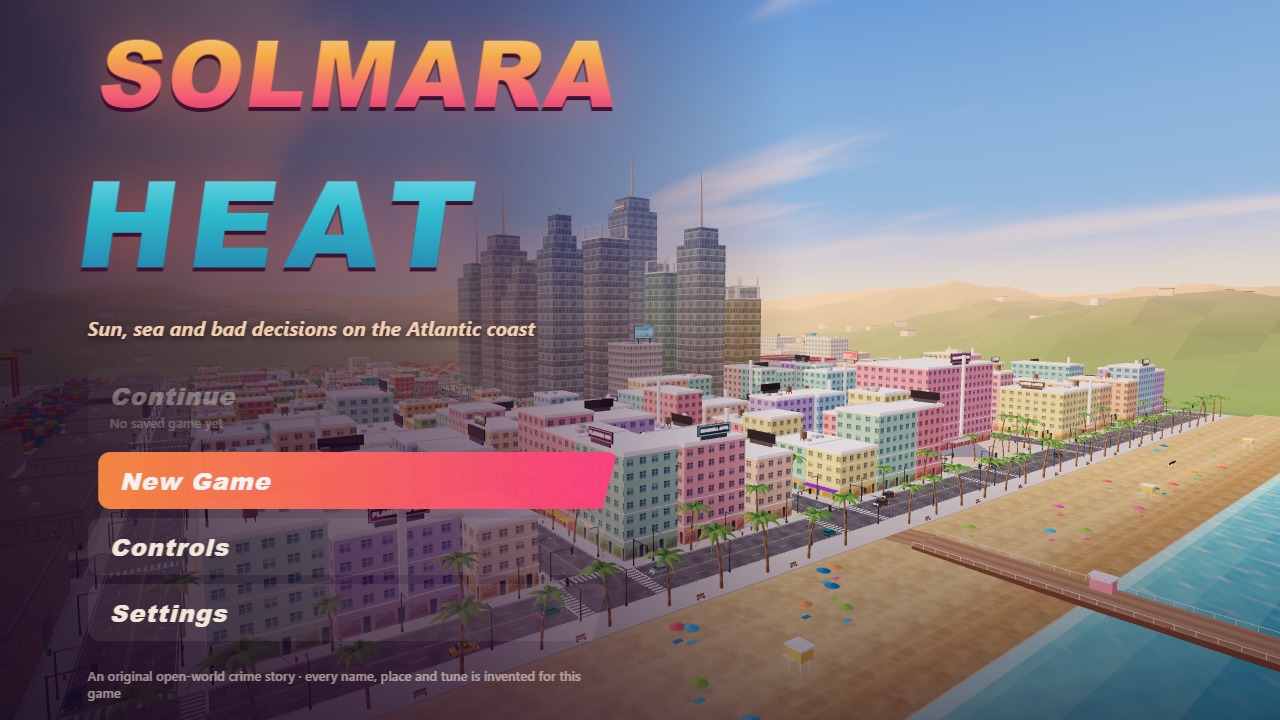 SOLMARA
HEAT
Sun, sea and bad decisions on the Atlantic coast
Continue
No saved game yet
New Game
Controls
Settings
An original open-world crime story · every name, place and tune is invented for this
game